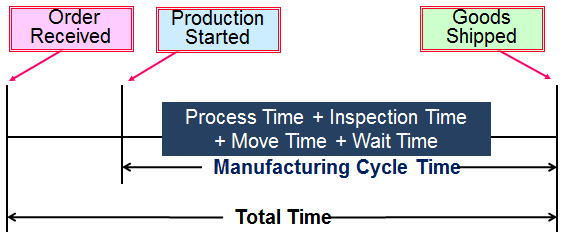 Order
Received
Production
Started
Goods
Shipped
Process Time + Inspection Time
+ Move Time + Wait Time
Manufacturing Cycle Time
Total Time